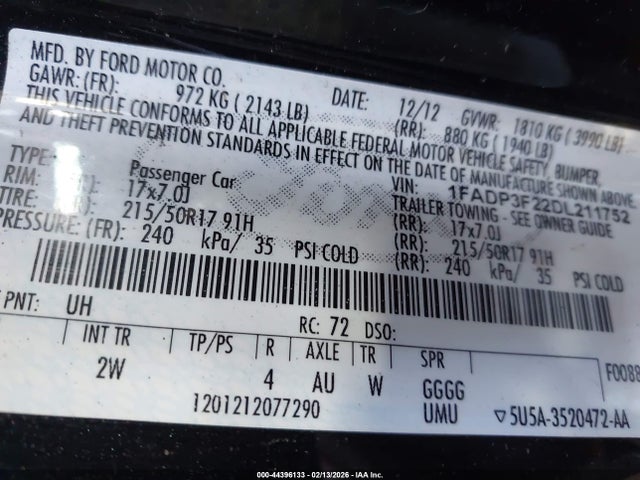 MFD. BY FORD MOTOR CO.
DATE: 12/12 GVWR: 1810 KG ( 3990 LB)
GAWR: (FR): 972 KG ( 2143 LB) (RR): 880 KG ( 1940 LB)
THIS VEHICLE CONFORMS TO ALL APPLICABLE FEDERAL MOTOR VEHICLE SAFETY, BUMPER,
AND THEFT PREVENTION STANDARDS IN EFFECT ON THE DATE OF MANUFACTURE SHOWN ABOVE.
VIN: 1FADP3F22DL211752
TYPE: Passenger Car TRAILER TOWING - SEE OWNER GUIDE
RIM: 17x7.0J (RR): 17x7.0J
TIRE: 215/50R17 91H (RR): 215/50R17 91H
PRESSURE: (FR): 240 kPa/ 35 PSI COLD (RR): 240 kPa/ 35 PSI COLD
PNT: UH RC: 72 DSO:
INT TR TP/PS R AXLE TR SPR F0088
2W 4 AU W GGGG
1201212077290 UMU ▽5U5A-3520472-AA
000-44396133 - 02/13/2026 - IAA Inc.